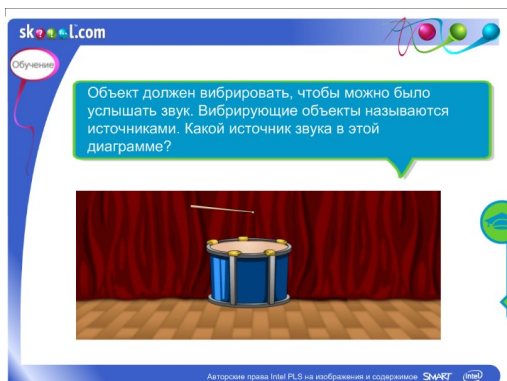 skoool.com
Обучение
Объект должен вибрировать, чтобы можно было
услышать звук. Вибрирующие объекты называются
источниками. Какой источник звука в этой
диаграмме?
Авторские права Intel PLS на изображения и содержимое SMART intel